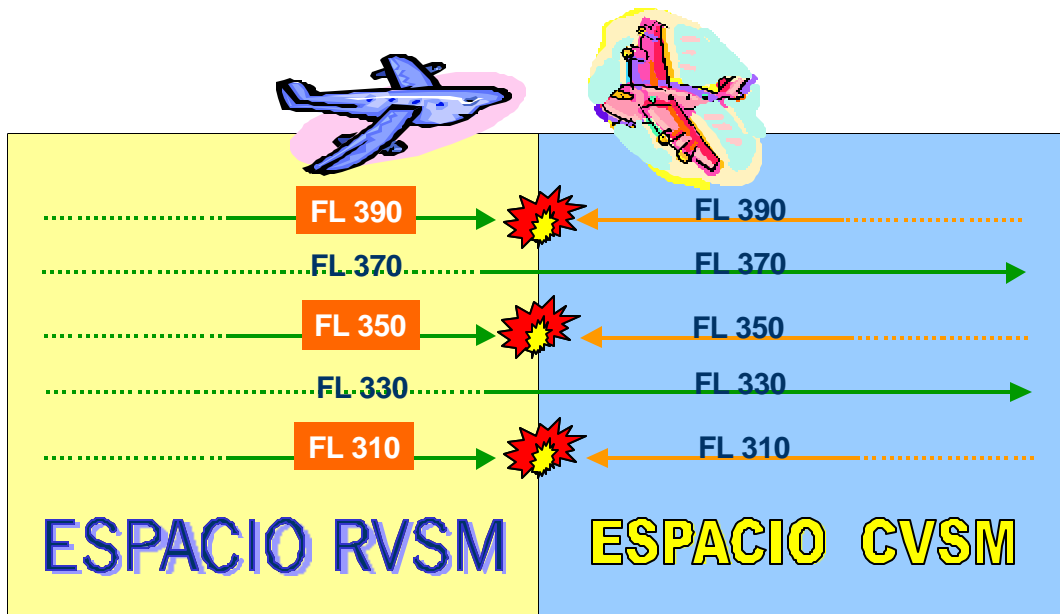 FL 390 FL 390
FL 370 FL 370
FL 350 FL 350
FL 330 FL 330
FL 310 FL 310
ESPACIO RVSM ESPACIO CVSM